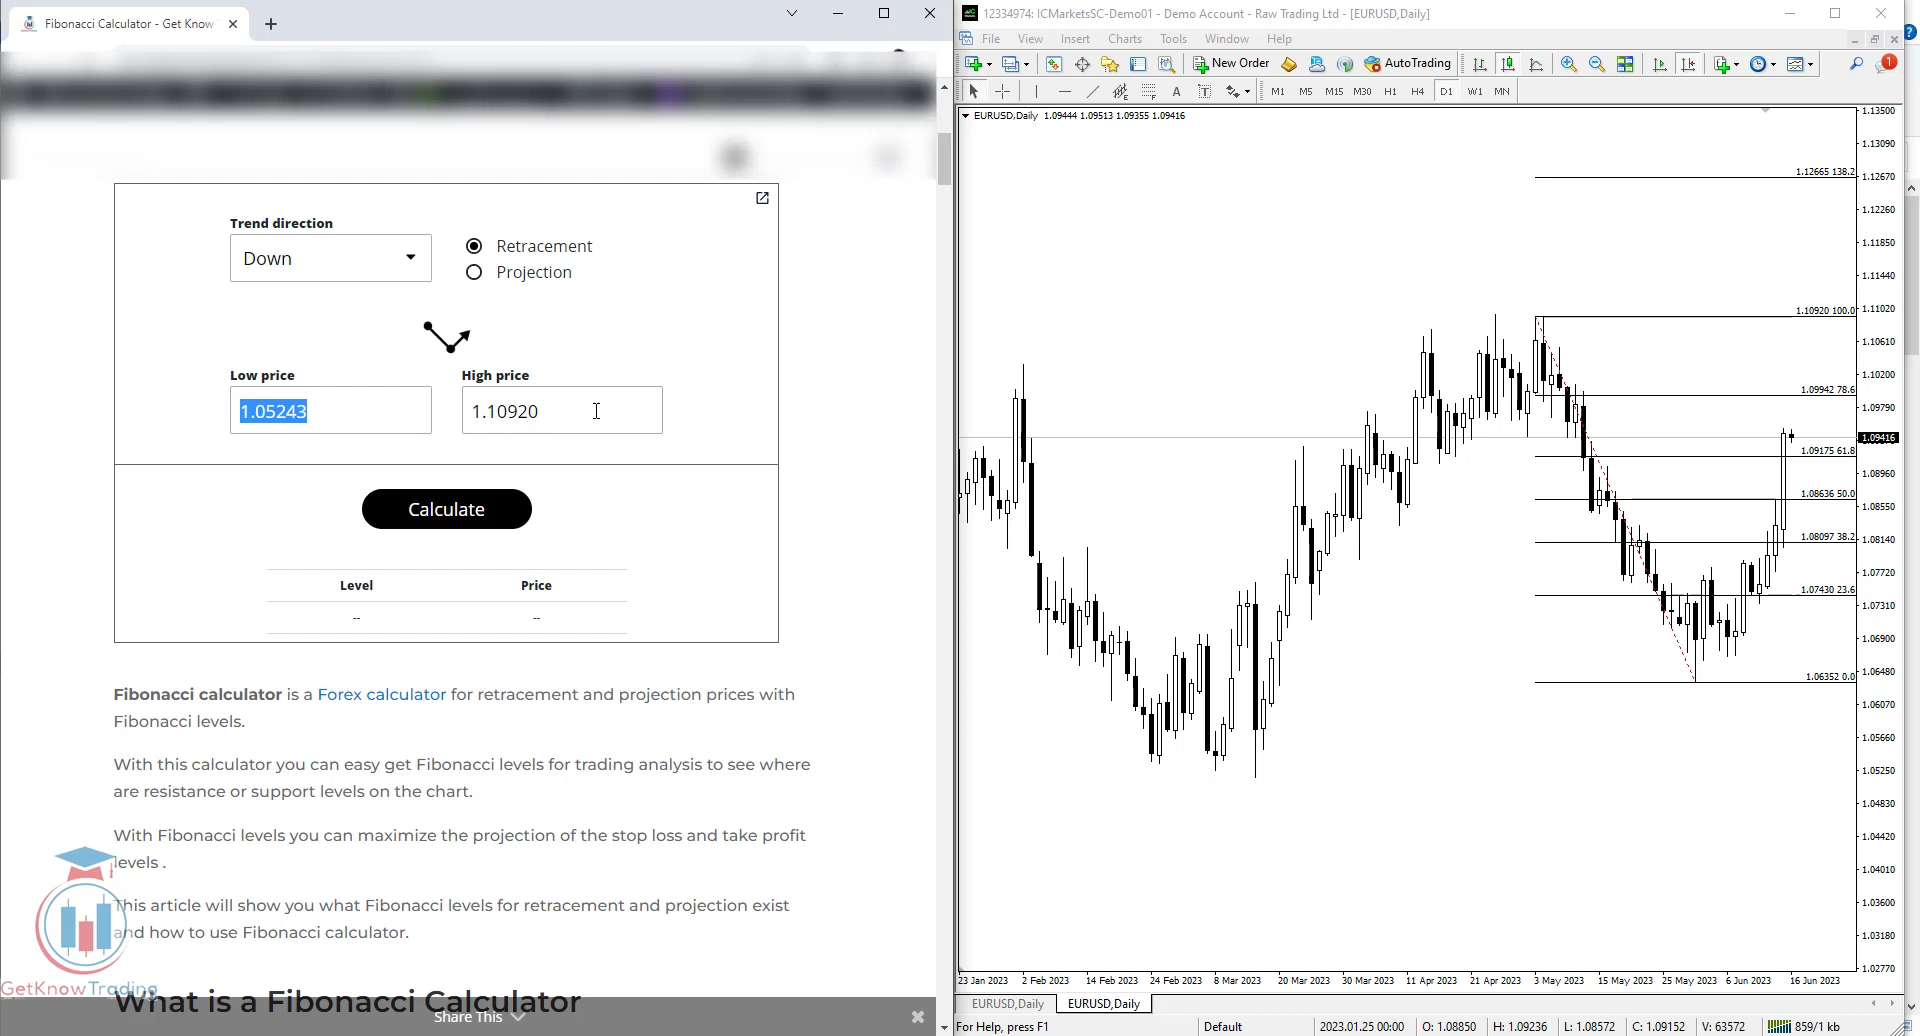 Fibonacci Calculator - Get Know
Trend direction
Down
Retracement
Projection
Low price
High price
1.05243
1.10920
Calculate
Level Price
-- --
Fibonacci calculator is a Forex calculator for retracement and projection prices with
Fibonacci levels.
With this calculator you can easy get Fibonacci levels for trading analysis to see where
are resistance or support levels on the chart.
With Fibonacci levels you can maximize the projection of the stop loss and take profit
levels .
This article will show you what Fibonacci levels for retracement and projection exist
and how to use Fibonacci calculator.
GetKnowTrading
What is a Fibonacci Calculator
Share This
12334974: ICMarketsSC-Demo01 - Demo Account - Raw Trading Ltd - [EURUSD,Daily]
File View Insert Charts Tools Window Help
New Order AutoTrading 1
A T M1 M5 M15 M30 H1 H4 D1 W1 MN
EURUSD,Daily 1.09444 1.09513 1.09355 1.09416
1.12665 138.2
1.10920 100.0
1.09942 78.6
1.09175 61.8
1.08636 50.0
1.08097 38.2
1.07430 23.6
1.06352 0.0
1.13500
1.13090
1.12670
1.12260
1.11850
1.11440
1.11020
1.10610
1.10200
1.09790
1.09416
1.08960
1.08550
1.08140
1.07720
1.07310
1.06900
1.06480
1.06070
1.05660
1.05250
1.04830
1.04420
1.04010
1.03600
1.03180
1.02770
23 Jan 2023 2 Feb 2023 14 Feb 2023 24 Feb 2023 8 Mar 2023 20 Mar 2023 30 Mar 2023 11 Apr 2023 21 Apr 2023 3 May 2023 15 May 2023 25 May 2023 6 Jun 2023 16 Jun 2023
EURUSD,Daily EURUSD,Daily
For Help, press F1 Default 2023.01.25 00:00 O: 1.08850 H: 1.09236 L: 1.08572 C: 1.09152 V: 63572 859/1 kb